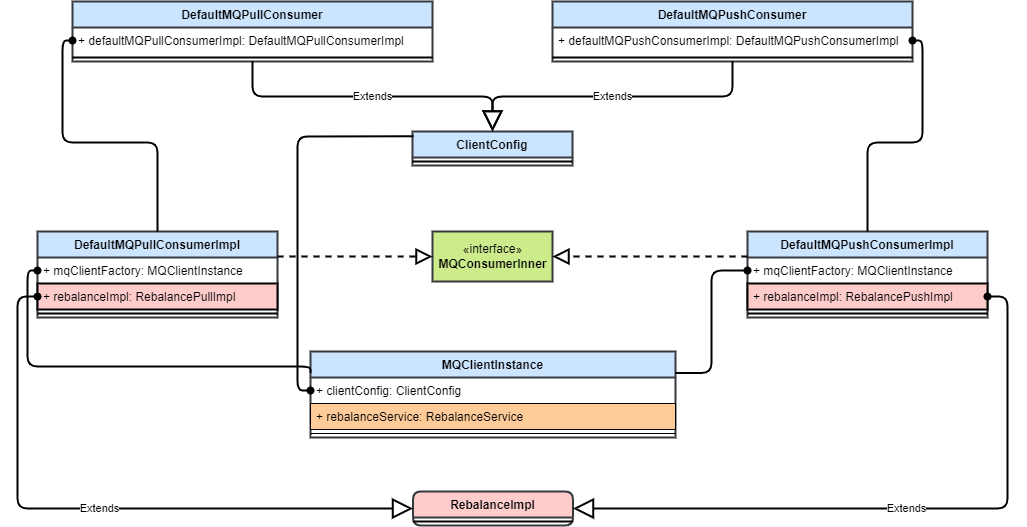 DefaultMQPullConsumer
+ defaultMQPullConsumerImpl: DefaultMQPullConsumerImpl
DefaultMQPushConsumer
+ defaultMQPushConsumerImpl: DefaultMQPushConsumerImpl
Extends
Extends
ClientConfig
DefaultMQPullConsumerImpl
+ mqClientFactory: MQClientInstance
+ rebalanceImpl: RebalancePullImpl
«interface»
MQConsumerInner
DefaultMQPushConsumerImpl
+ mqClientFactory: MQClientInstance
+ rebalanceImpl: RebalancePushImpl
MQClientInstance
+ clientConfig: ClientConfig
+ rebalanceService: RebalanceService
Extends
RebalanceImpl
Extends